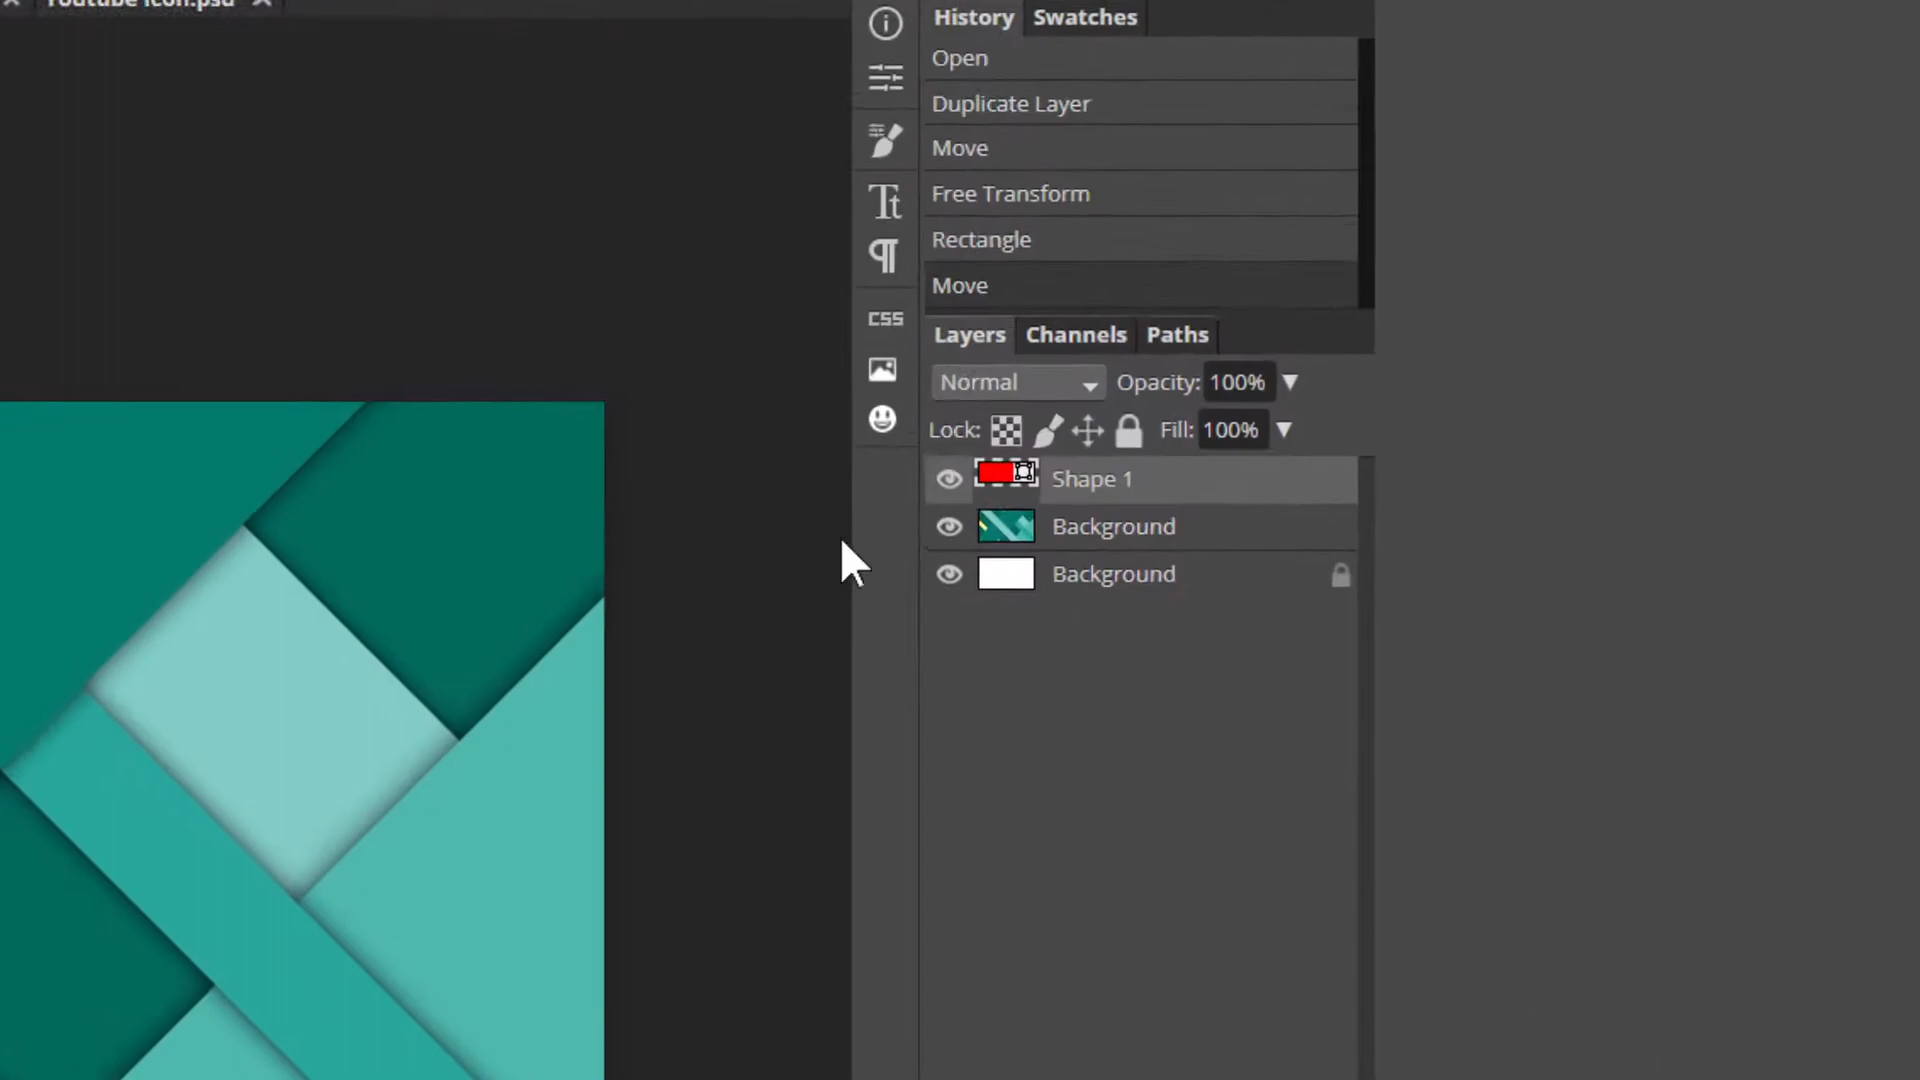 Youtube Icon.psd
History Swatches
Open
Duplicate Layer
Move
Free Transform
Rectangle
Move
Layers Channels Paths
Normal Opacity: 100%
Lock: Fill: 100%
Shape 1
Background
Background
Tt
CSS